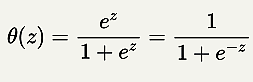 θ(z) = e^z / (1 + e^z) = 1 / (1 + e^{-z})